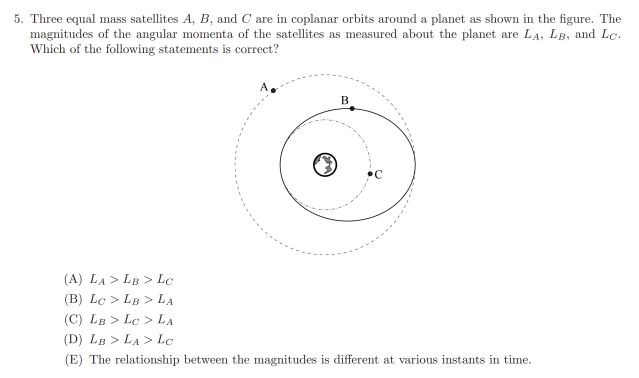 5. Three equal mass satellites A, B, and C are in coplanar orbits around a planet as shown in the figure. The
magnitudes of the angular momenta of the satellites as measured about the planet are L_A, L_B, and L_C.
Which of the following statements is correct?
A
B
C
(A) L_A > L_B > L_C
(B) L_C > L_B > L_A
(C) L_B > L_C > L_A
(D) L_B > L_A > L_C
(E) The relationship between the magnitudes is different at various instants in time.